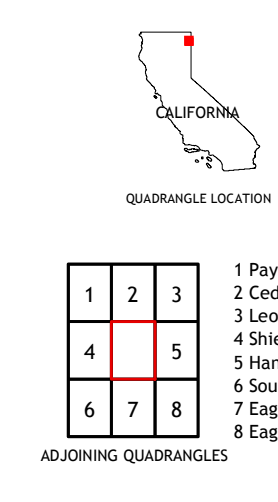 CALIFORNIA
QUADRANGLE LOCATION
1 2 3
4 5
6 7 8
1 Pay
2 Ced
3 Leo
4 Shie
5 Han
6 Sou
7 Eag
8 Eag
ADJOINING QUADRANGLES